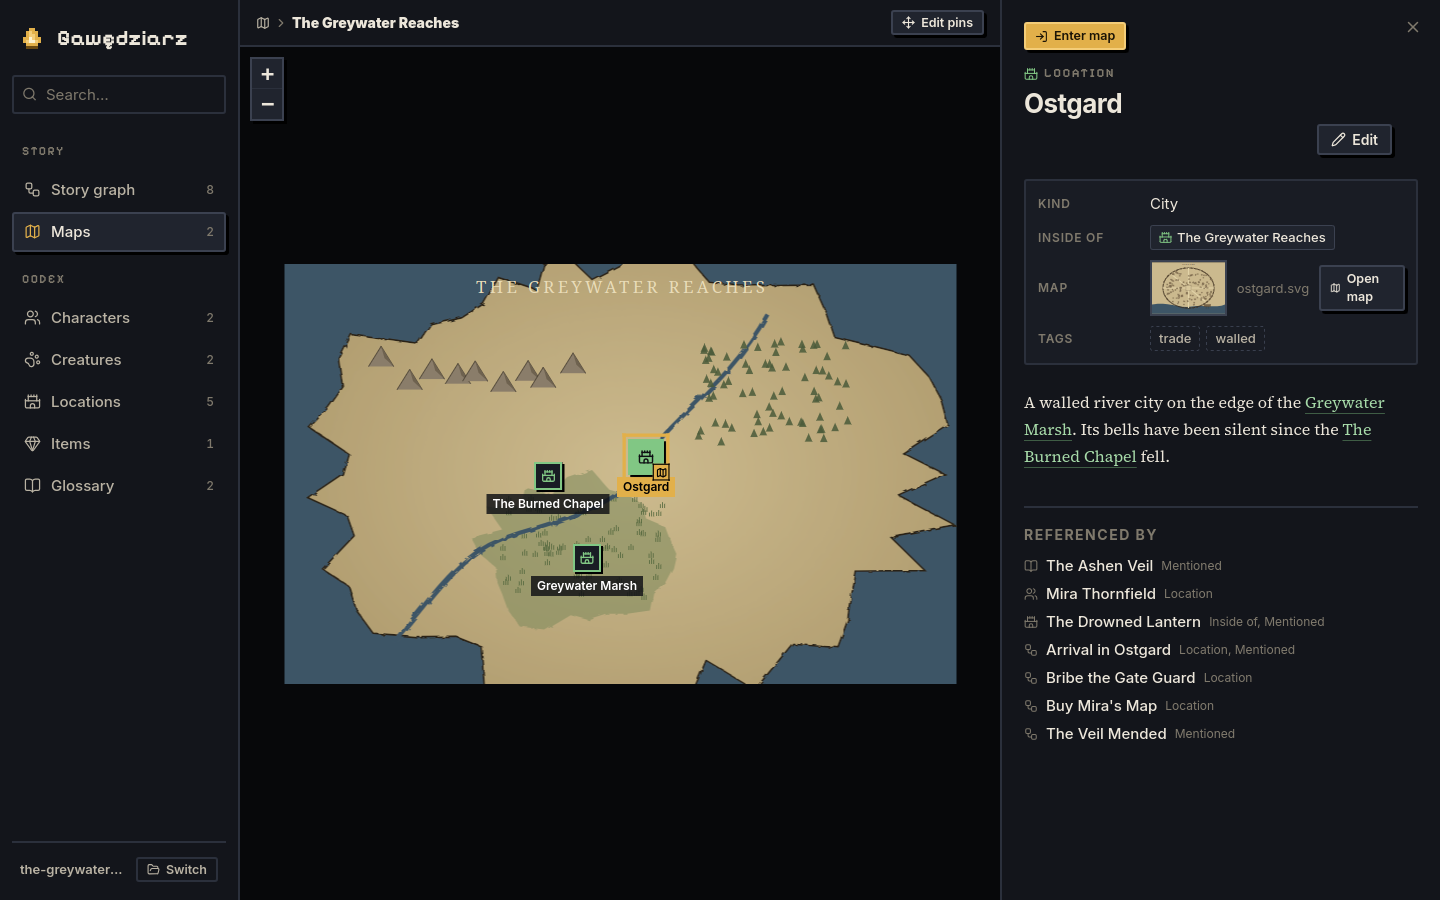 Gawędziarz
Search...
STORY
Story graph 8
Maps 2
CODEX
Characters 2
Creatures 2
Locations 5
Items 1
Glossary 2
the-greywater... Switch
The Greywater Reaches
Edit pins
+
−
THE GREYWATER REACHES
Ostgard
The Burned Chapel
Greywater Marsh
Enter map
LOCATION
Ostgard
Edit
KIND City
INSIDE OF The Greywater Reaches
MAP ostgard.svg Open map
TAGS trade walled
A walled river city on the edge of the Greywater
Marsh. Its bells have been silent since the The
Burned Chapel fell.
REFERENCED BY
The Ashen Veil Mentioned
Mira Thornfield Location
The Drowned Lantern Inside of, Mentioned
Arrival in Ostgard Location, Mentioned
Bribe the Gate Guard Location
Buy Mira's Map Location
The Veil Mended Mentioned